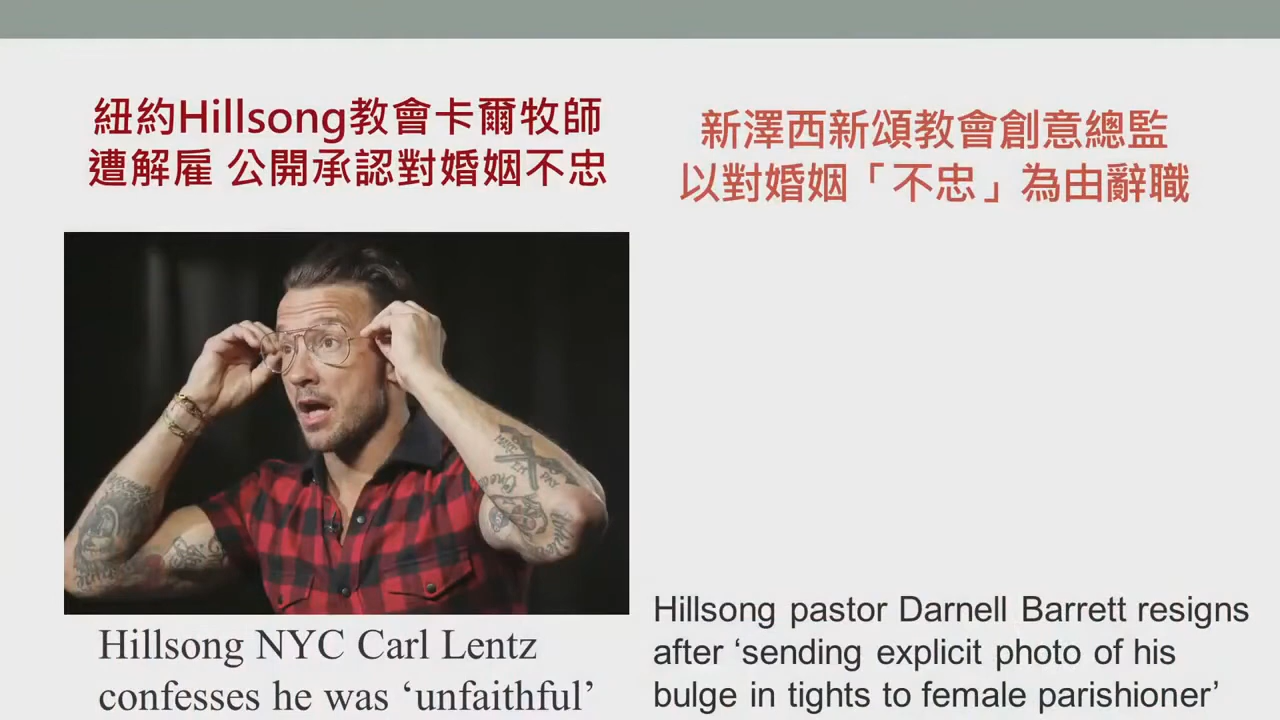 紐約Hillsong教會卡爾牧師
遭解雇 公開承認對婚姻不忠
新澤西新頌教會創意總監
以對婚姻「不忠」為由辭職
Hillsong NYC Carl Lentz
confesses he was ‘unfaithful’
Hillsong pastor Darnell Barrett resigns
after ‘sending explicit photo of his
bulge in tights to female parishioner’